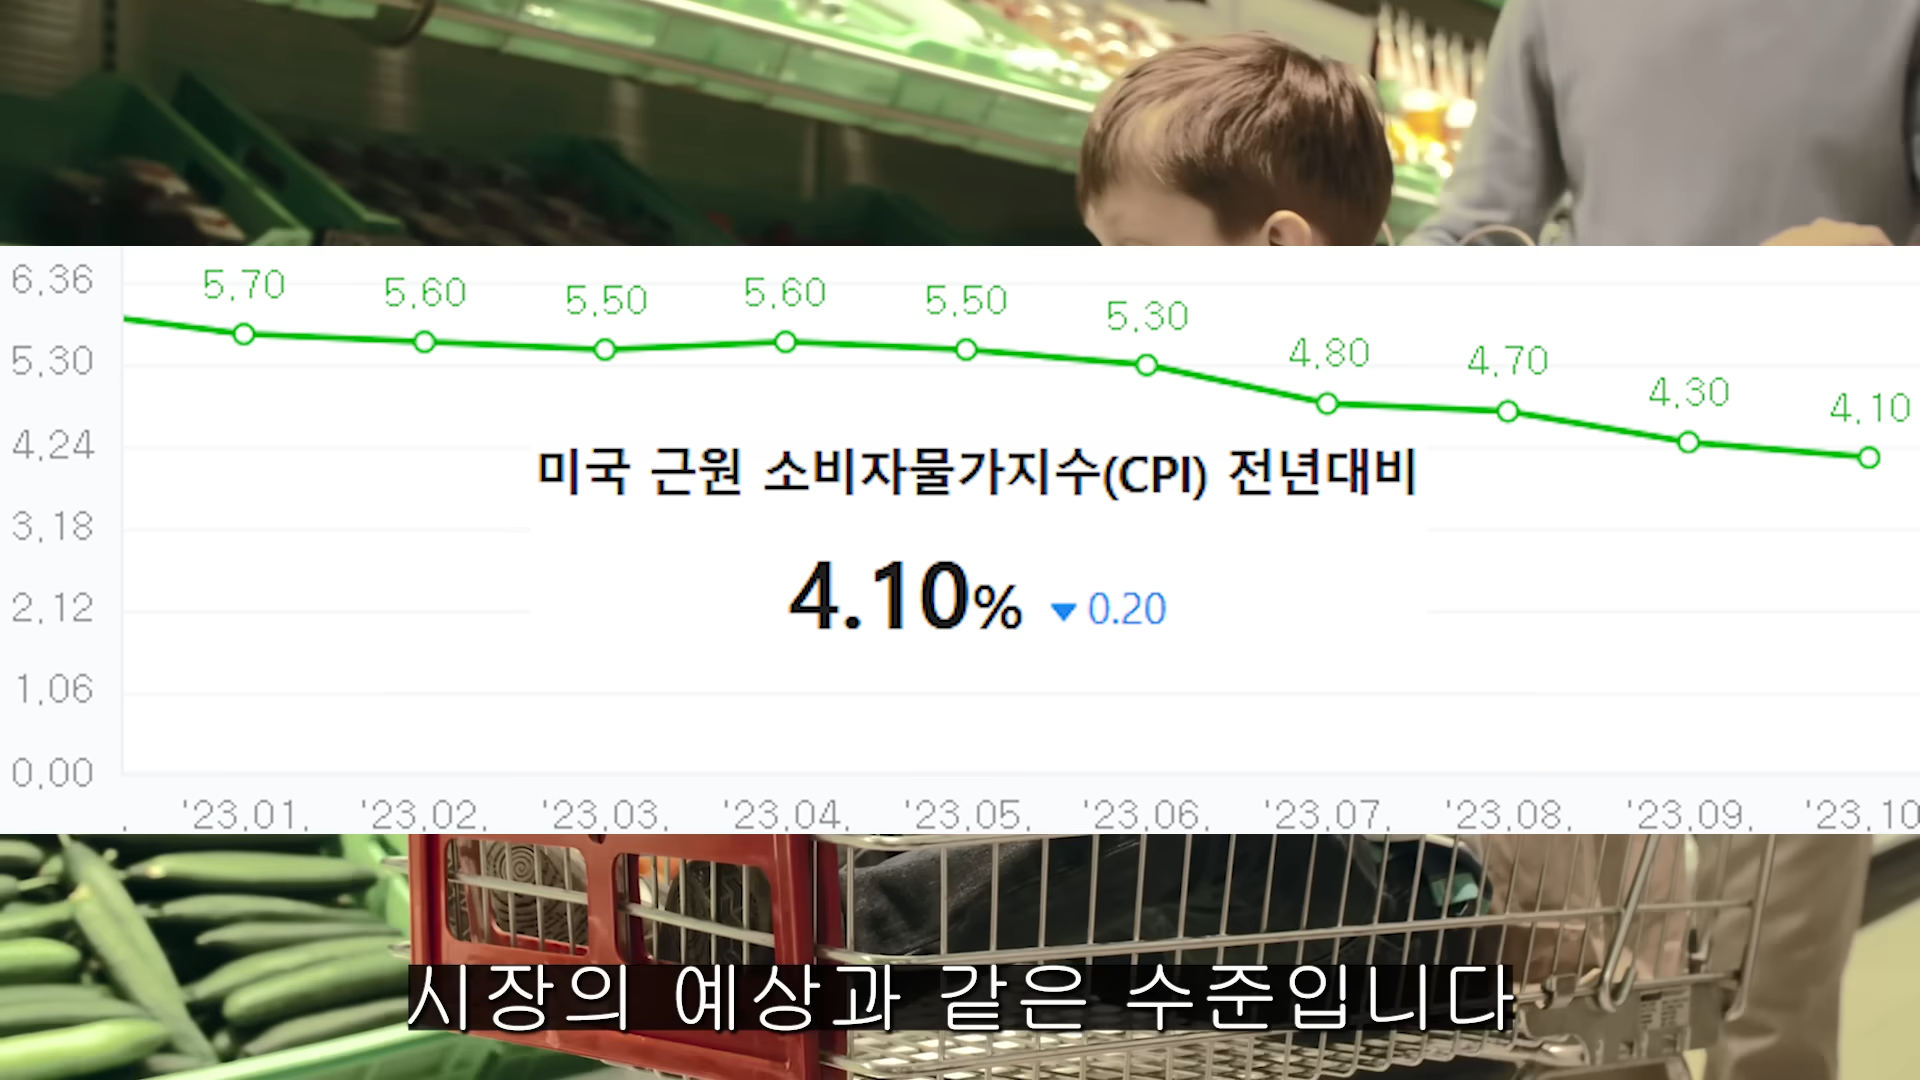 6.36
5.30
4.24
3.18
2.12
1.06
0.00
5.70 5.60 5.50 5.60 5.50 5.30 4.80 4.70 4.30 4.10
미국 근원 소비자물가지수(CPI) 전년대비
4.10% ▼ 0.20
'23.01. '23.02. '23.03. '23.04. '23.05. '23.06. '23.07. '23.08. '23.09. '23.10
시장의 예상과 같은 수준입니다